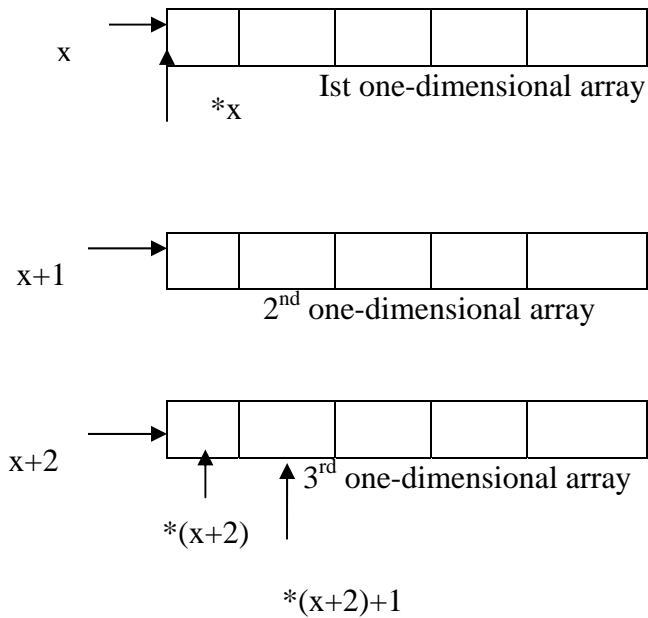 x
Ist one-dimensional array
*x
x+1
2nd one-dimensional array
x+2
3rd one-dimensional array
*(x+2)
*(x+2)+1